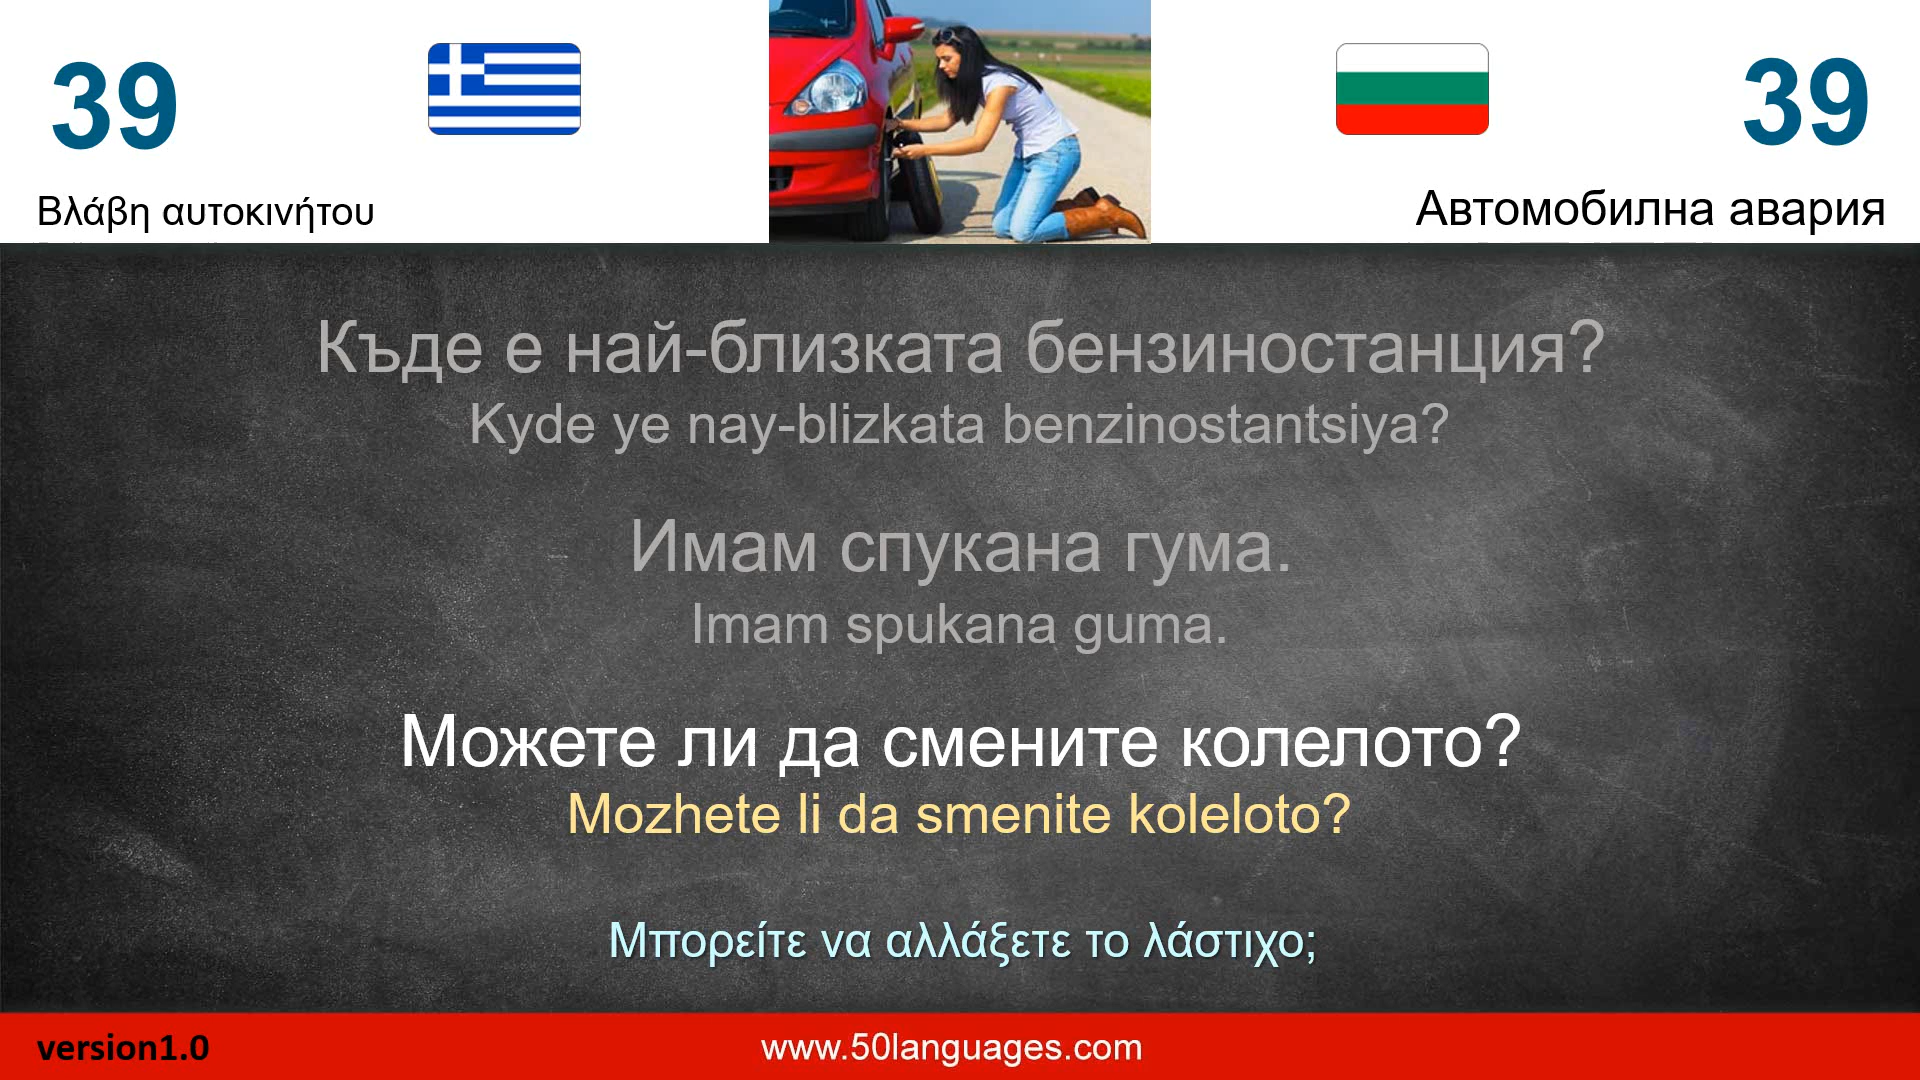 39
39
Βλάβη αυτοκινήτου
Автомобилна авария
Къде е най-близката бензиностанция?
Kyde ye nay-blizkata benzinostantsiya?
Имам спукана гума.
Imam spukana guma.
Можете ли да смените колелото?
Mozhete li da smenite koleloto?
Μπορείτε να αλλάξετε το λάστιχο;
version1.0
www.50languages.com